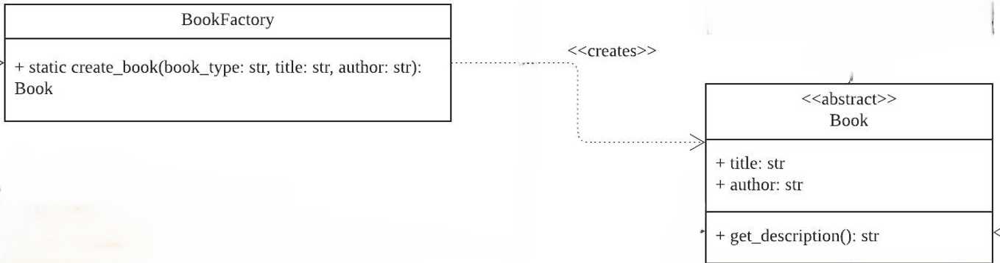 BookFactory
+ static create_book(book_type: str, title: str, author: str):
Book
<<creates>>
<<abstract>>
Book
+ title: str
+ author: str
+ get_description(): str